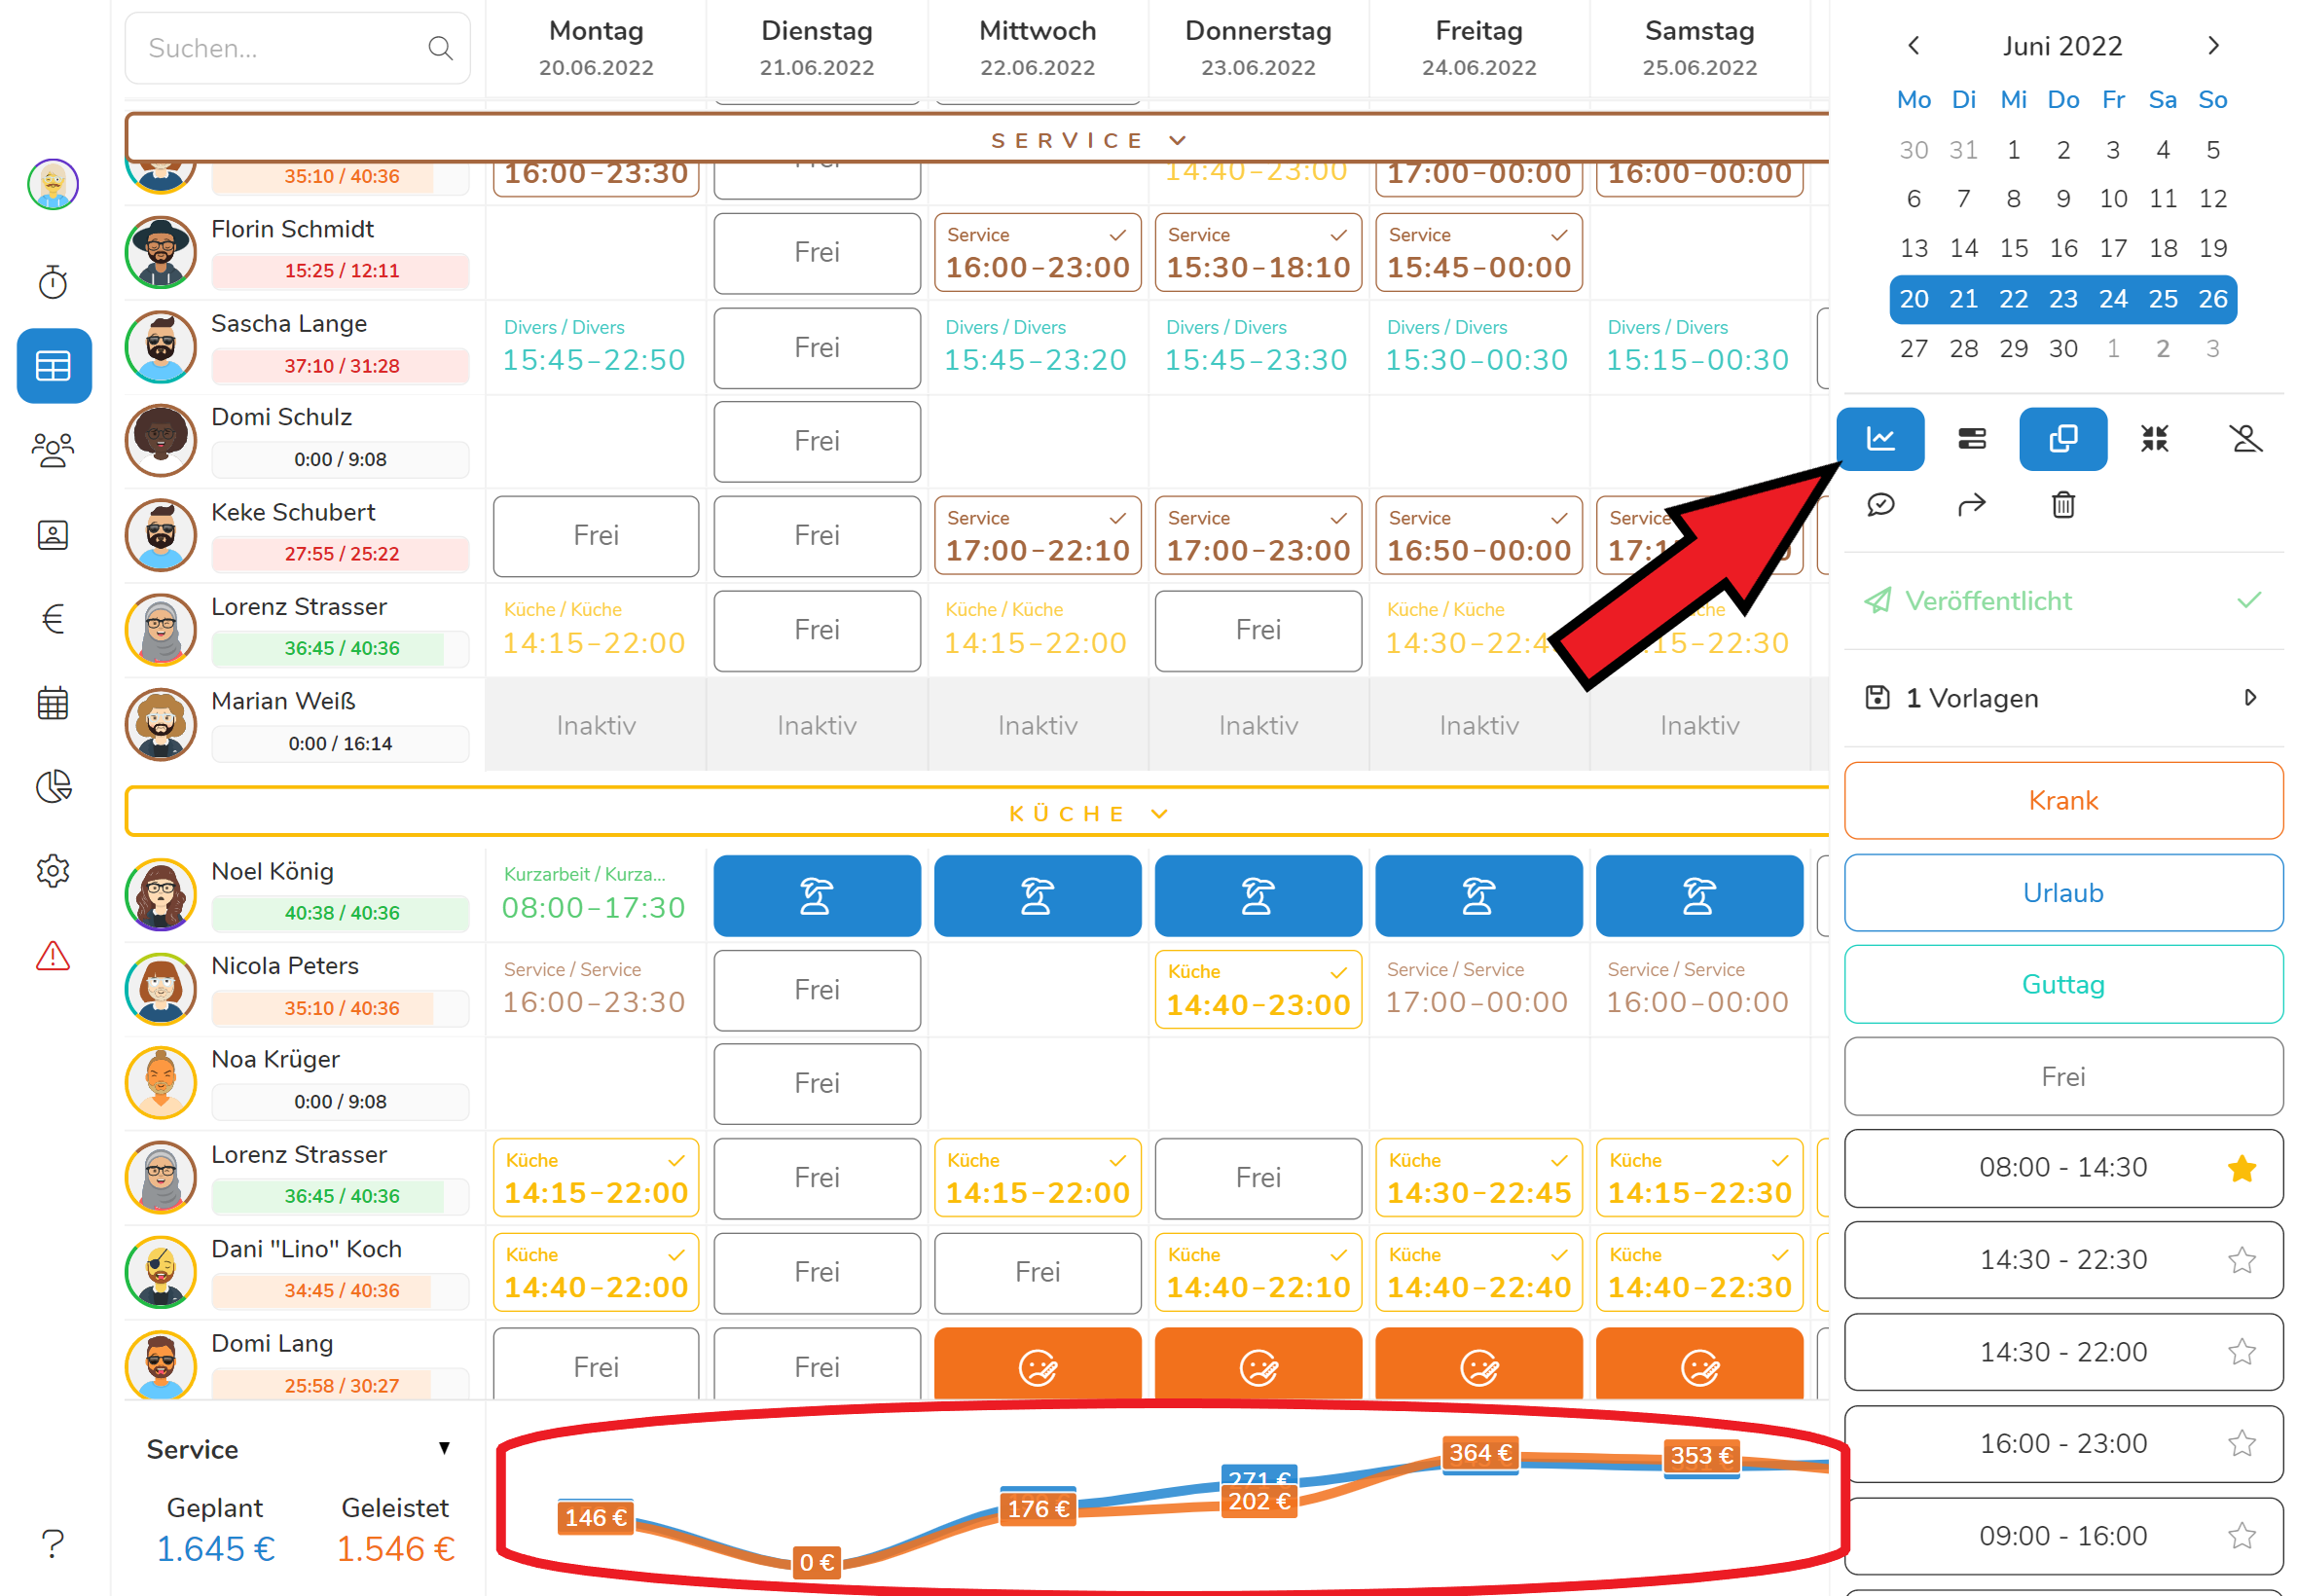 Suchen...
Montag
20.06.2022
Dienstag
21.06.2022
Mittwoch
22.06.2022
Donnerstag
23.06.2022
Freitag
24.06.2022
Samstag
25.06.2022
SERVICE
35:10 / 40:36
16:00-23:30
14:40-23:00
17:00-00:00
16:00-00:00
Florin Schmidt
15:25 / 12:11
Frei
Service
16:00-23:00
Service
15:30-18:10
Service
15:45-00:00
Sascha Lange
37:10 / 31:28
Divers / Divers
15:45-22:50
Frei
Divers / Divers
15:45-23:20
Divers / Divers
15:45-23:30
Divers / Divers
15:30-00:30
Divers / Divers
15:15-00:30
Domi Schulz
0:00 / 9:08
Frei
Keke Schubert
27:55 / 25:22
Frei
Frei
Service
17:00-22:10
Service
17:00-23:00
Service
16:50-00:00
Lorenz Strasser
36:45 / 40:36
Küche / Küche
14:15-22:00
Frei
Küche / Küche
14:15-22:00
Frei
Küche / Küche
14:30-22:4
15-22:30
Marian Weiß
0:00 / 16:14
Inaktiv
Inaktiv
Inaktiv
Inaktiv
Inaktiv
Inaktiv
KÜCHE
Noel König
40:38 / 40:36
Kurzarbeit / Kurza...
08:00-17:30
Nicola Peters
35:10 / 40:36
Service / Service
16:00-23:30
Frei
Küche
14:40-23:00
Service / Service
17:00-00:00
Service / Service
16:00-00:00
Noa Krüger
0:00 / 9:08
Frei
Lorenz Strasser
36:45 / 40:36
Küche
14:15-22:00
Frei
Küche
14:15-22:00
Frei
Küche
14:30-22:45
Küche
14:15-22:30
Dani "Lino" Koch
34:45 / 40:36
Küche
14:40-22:00
Frei
Frei
Küche
14:40-22:10
Küche
14:40-22:40
Küche
14:40-22:30
Domi Lang
25:58 / 30:27
Frei
Frei
Service
Geplant
1.645 €
Geleistet
1.546 €
146 €
0 €
176 €
271 €
202 €
364 €
353 €
?
Juni 2022
Mo Di Mi Do Fr Sa So
30 31 1 2 3 4 5
6 7 8 9 10 11 12
13 14 15 16 17 18 19
20 21 22 23 24 25 26
27 28 29 30 1 2 3
Veröffentlicht
1 Vorlagen
Krank
Urlaub
Guttag
Frei
08:00 - 14:30
14:30 - 22:30
14:30 - 22:00
16:00 - 23:00
09:00 - 16:00